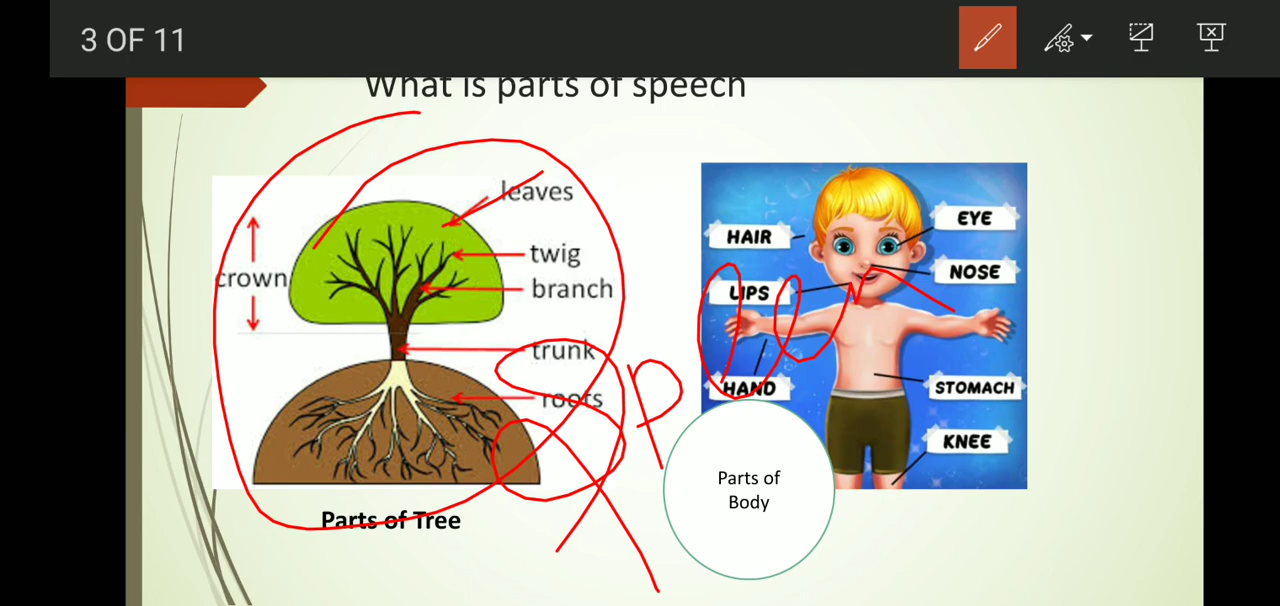 3 OF 11
What is parts of speech
leaves
twig
crown
branch
trunk
roots
Parts of Tree
HAIR
EYE
NOSE
LIPS
HAND
STOMACH
KNEE
Parts of
Body